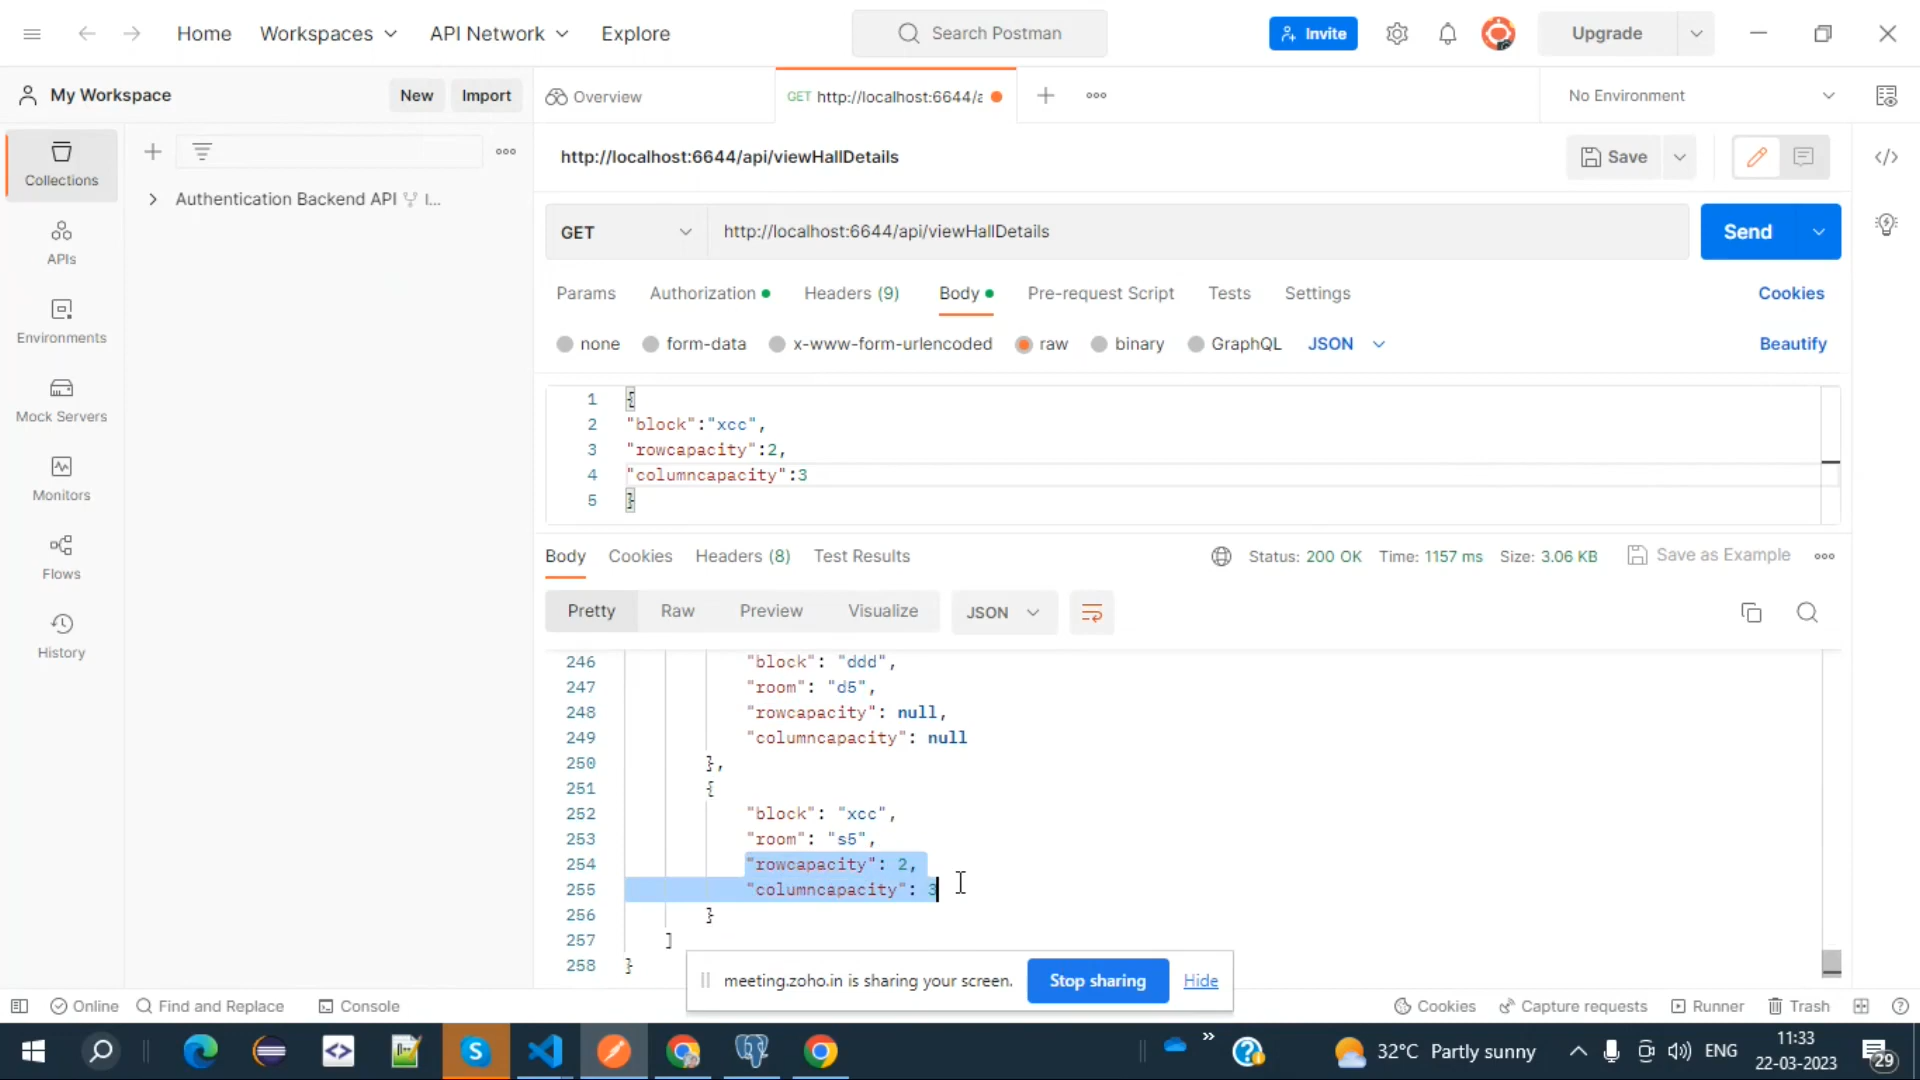 Home Workspaces API Network Explore Search Postman Invite Upgrade
My Workspace New Import Overview GET http://localhost:6644/a No Environment
Collections
Authentication Backend API I...
APIs
Environments
Mock Servers
Monitors
Flows
History
http://localhost:6644/api/viewHallDetails Save
GET http://localhost:6644/api/viewHallDetails Send
Params Authorization Headers (9) Body Pre-request Script Tests Settings Cookies
none form-data x-www-form-urlencoded raw binary GraphQL JSON Beautify
1 {
2 "block":"xcc",
3 "rowcapacity":2,
4 "columncapacity":3
5 }
Body Cookies Headers (8) Test Results Status: 200 OK Time: 1157 ms Size: 3.06 KB Save as Example
Pretty Raw Preview Visualize JSON
246 "block": "ddd",
247 "room": "d5",
248 "rowcapacity": null,
249 "columncapacity": null
250 },
251 {
252 "block": "xcc",
253 "room": "s5",
254 "rowcapacity": 2,
255 "columncapacity": 3
256 }
257 ]
258 }
meeting.zoho.in is sharing your screen. Stop sharing Hide
Online Find and Replace Console Cookies Capture requests Runner Trash
32°C Partly sunny ENG 11:33
22-03-2023 29